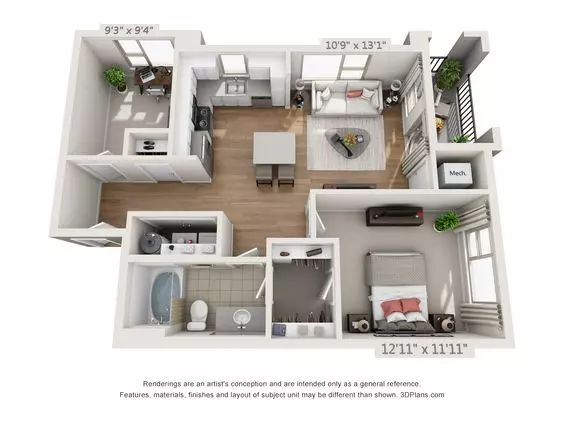 9'3" x 9'4"
10'9" x 13'1"
Mech.
12'11" x 11'11"
Renderings are an artist's conception and are intended only as a general reference.
Features, materials, finishes and layout of subject unit may be different than shown. 3DPlans.com